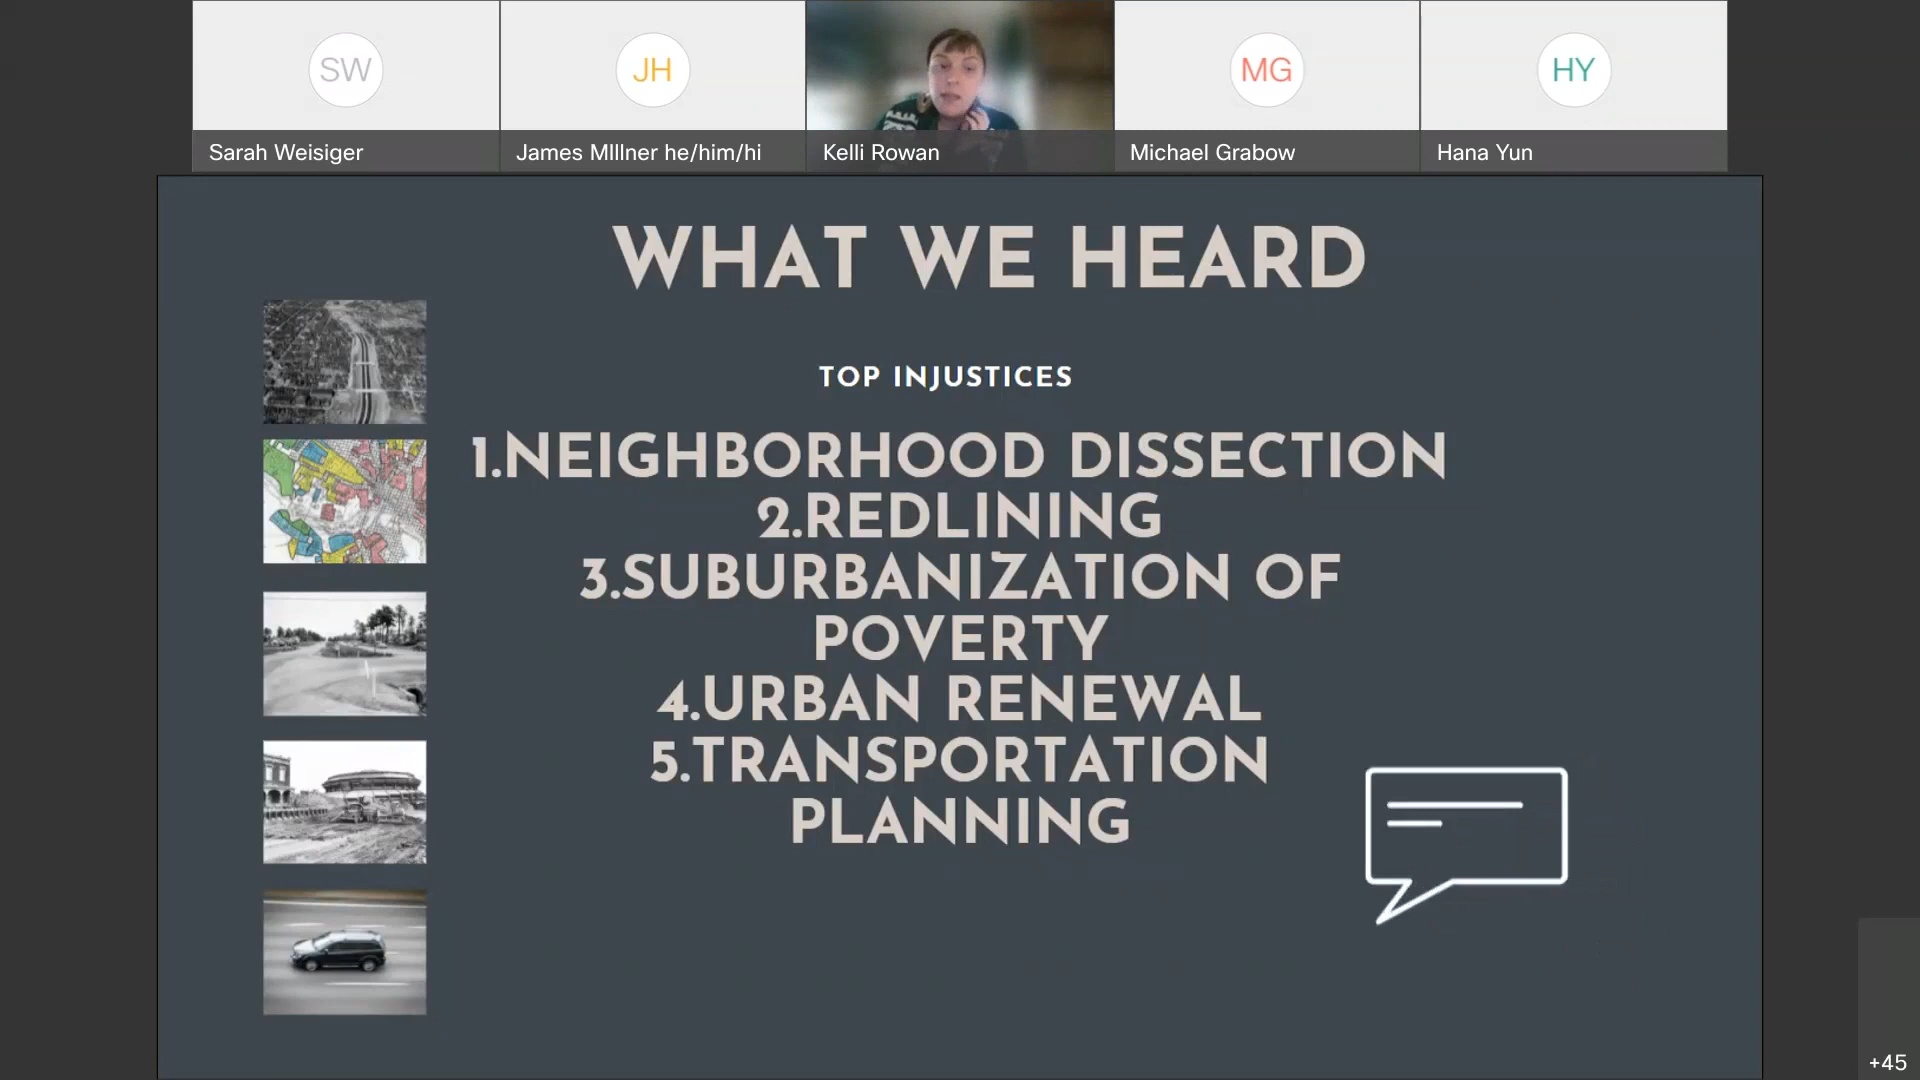 SW
JH
MG
HY
Sarah Weisiger
James MIllner he/him/hi
Kelli Rowan
Michael Grabow
Hana Yun
WHAT WE HEARD
TOP INJUSTICES
1.NEIGHBORHOOD DISSECTION
2.REDLINING
3.SUBURBANIZATION OF
POVERTY
4.URBAN RENEWAL
5.TRANSPORTATION
PLANNING
+45